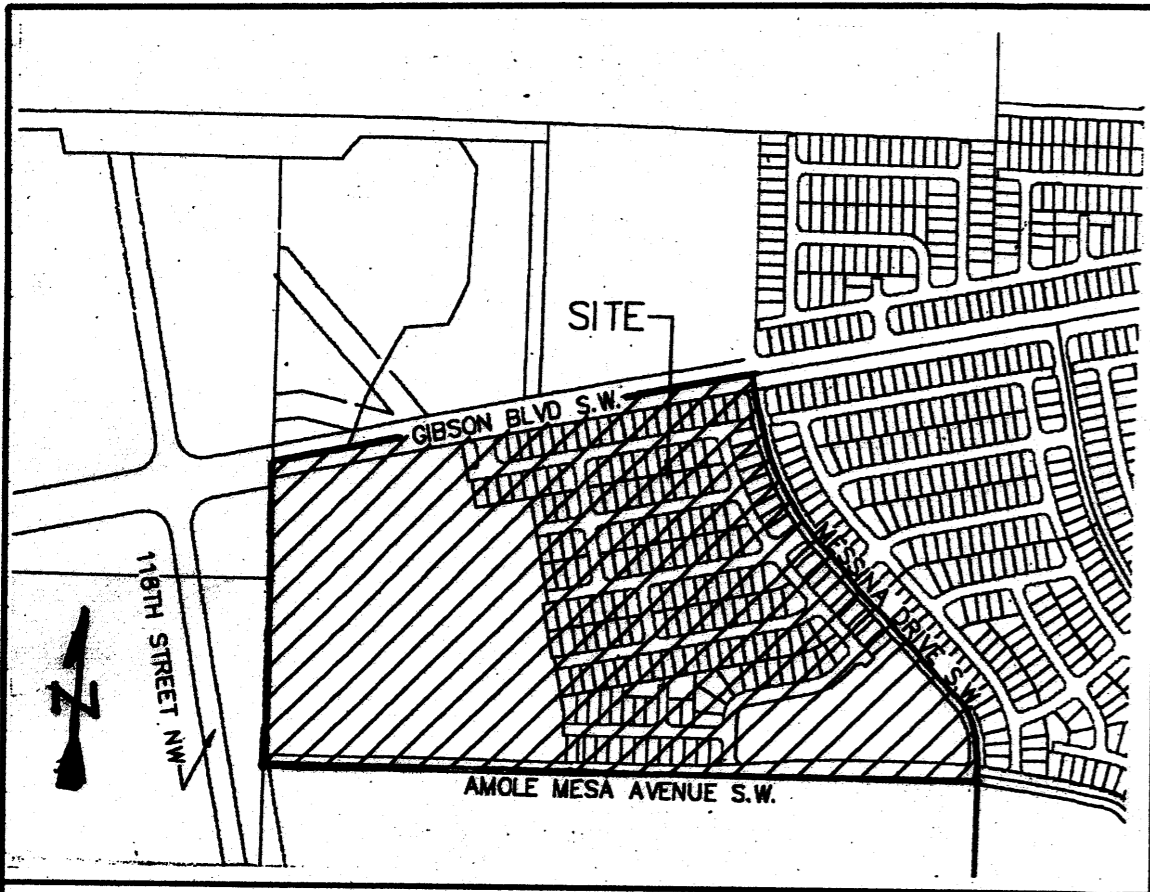 SITE
GIBSON BLVD S.W.
MESSINA DRIVE S.W.
118TH STREET NW
N
AMOLE MESA AVENUE S.W.